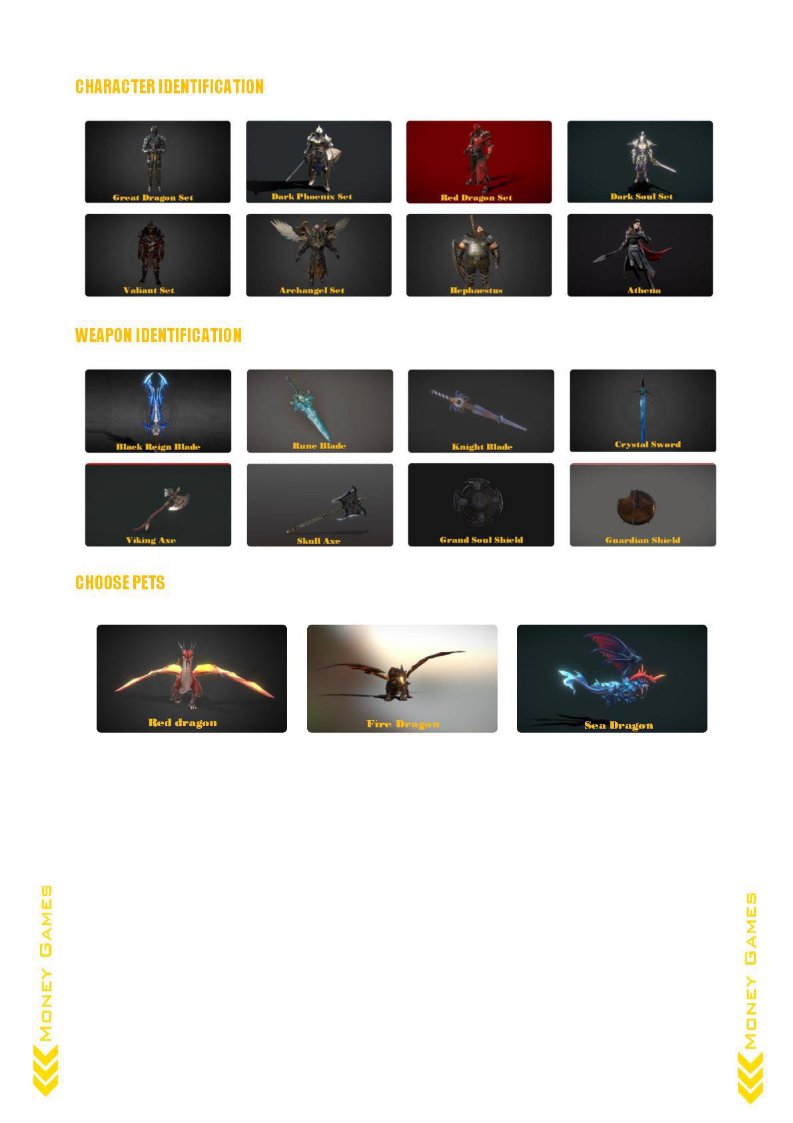 CHARACTER IDENTIFICATION
Great Dragon Set
Dark Phoenix Set
Red Dragon Set
Dark Soul Set
Valiant Set
Archangel Set
Hephaestus
Athena
WEAPON IDENTIFICATION
Black Reign Blade
Rune Blade
Knight Blade
Crystal Sword
Viking Axe
Skull Axe
Grand Soul Shield
Guardian Shield
CHOOSE PETS
Red dragon
Fire Dragon
Sea Dragon
Money Games
Money Games